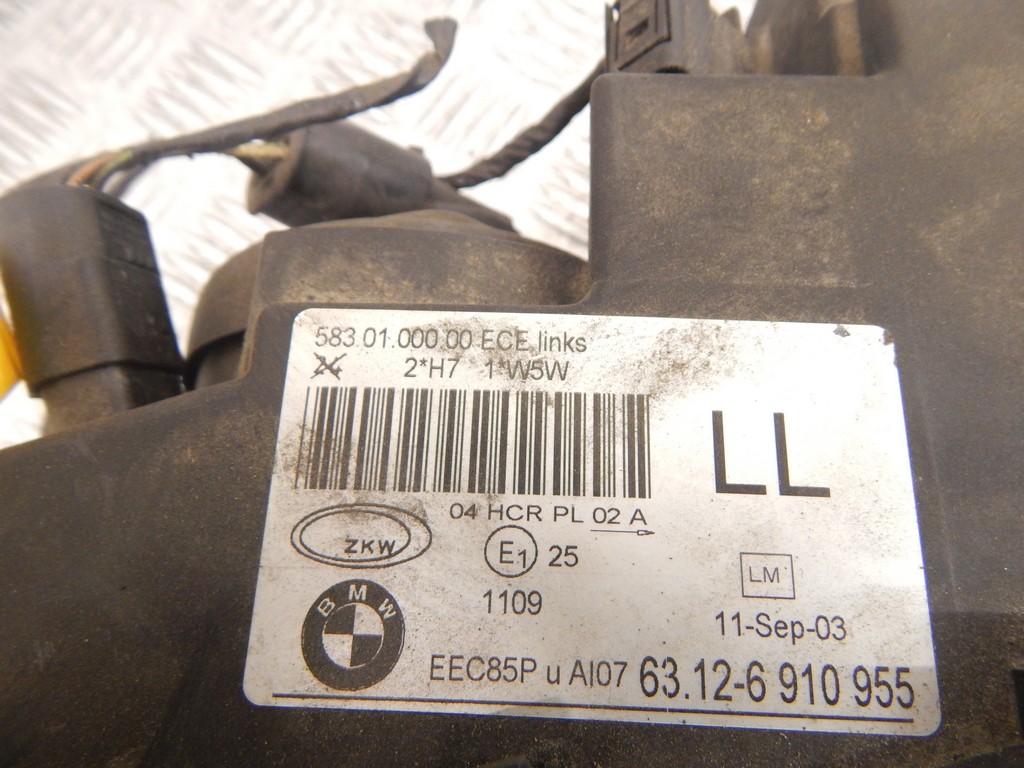 583.01.000.00 ECE links
2*H7 1*W5W
LL
04 HCR PL 02 A
ZKW
E1 25
LM
1109
11-Sep-03
BMW
EEC85P u AI07 63.12-6 910 955